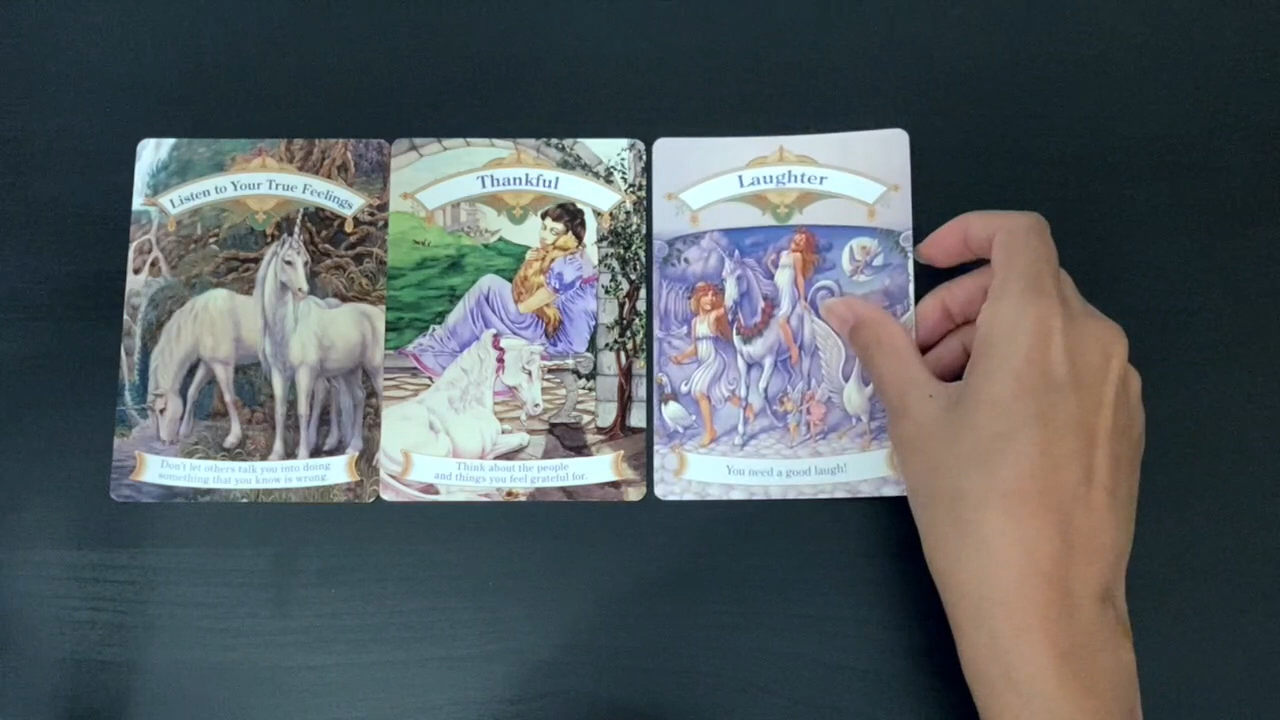 Listen to Your True Feelings
Don't let others talk you into doing
something that you know is wrong.
Thankful
Think about the people
and things you feel grateful for.
Laughter
You need a good laugh!